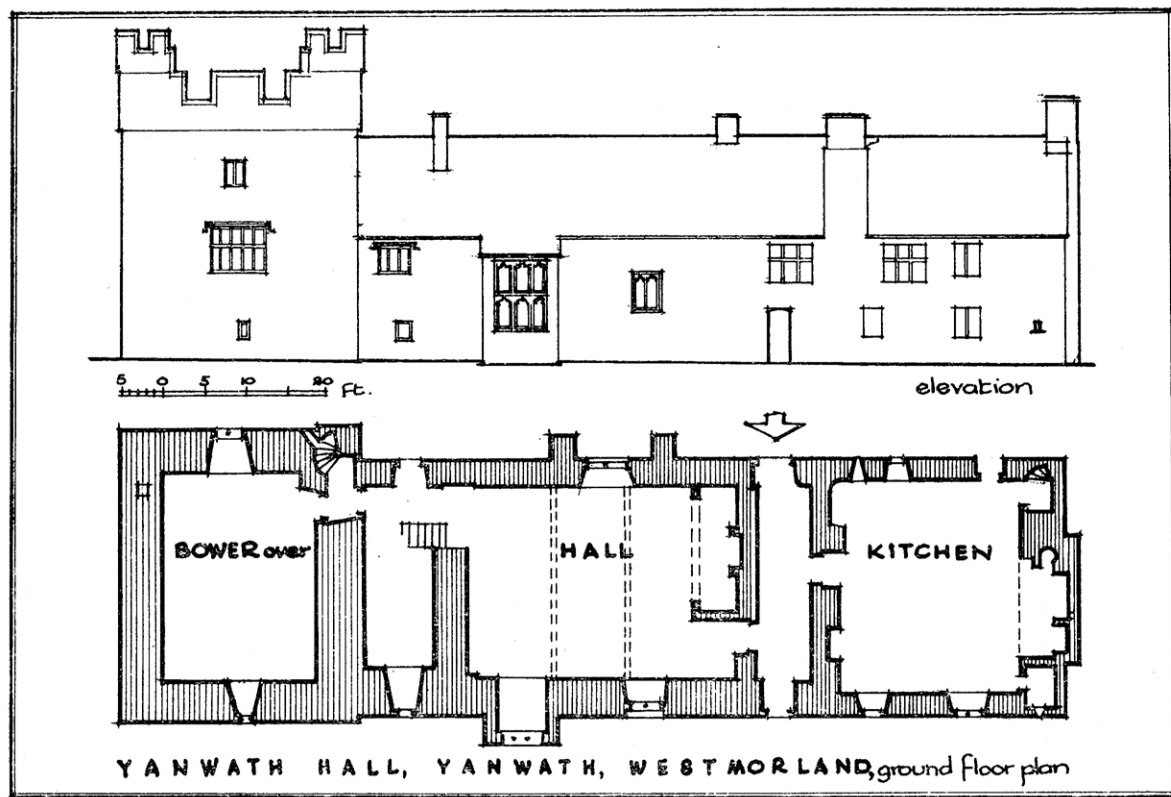 5 0 5 10 20 Ft.
elevation
BOWER over
HALL
KITCHEN
YANWATH HALL, YANWATH, WESTMORLAND, ground floor plan